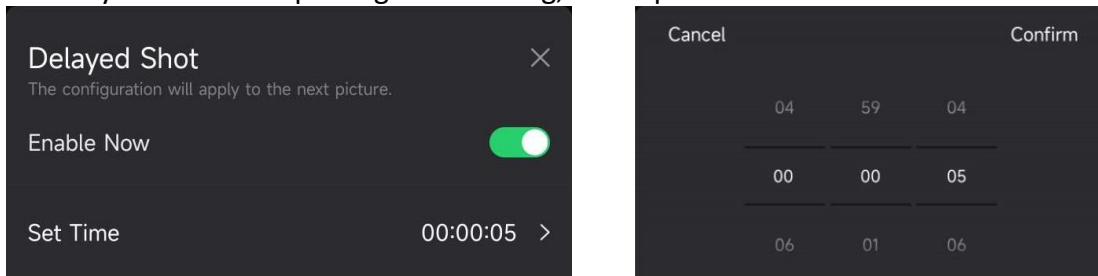 Delayed Shot
The configuration will apply to the next picture.
Enable Now
Set Time 00:00:05 >
Cancel Confirm
04 59 04
00 00 05
06 01 06